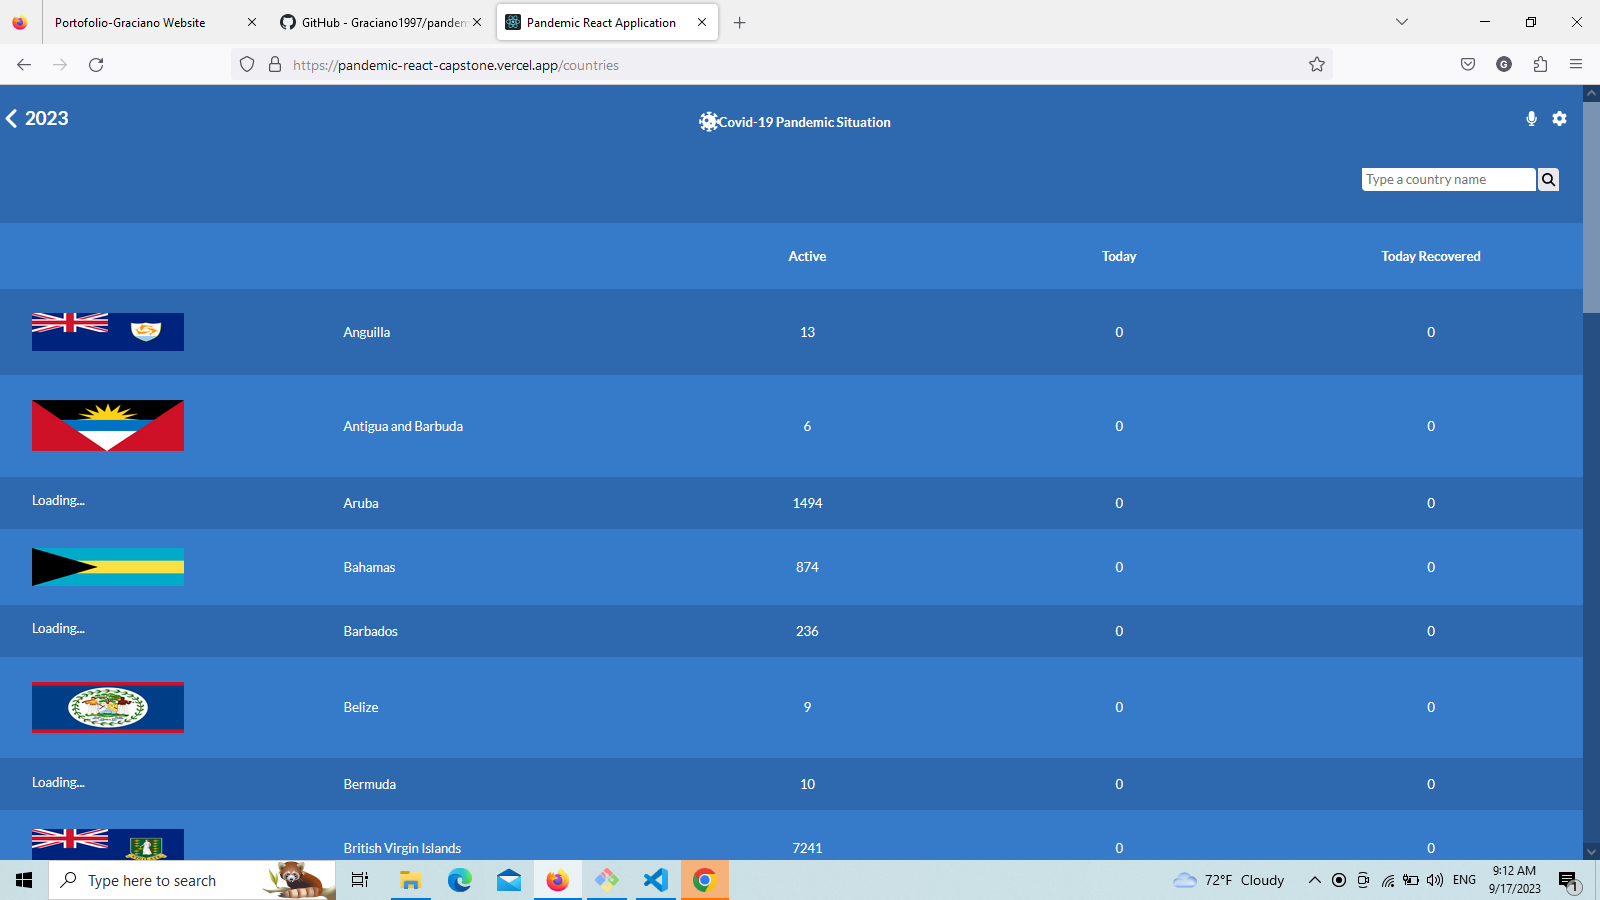 Portofolio-Graciano Website
GitHub - Graciano1997/pandem
Pandemic React Application
https://pandemic-react-capstone.vercel.app/countries
G
2023
Covid-19 Pandemic Situation
Type a country name
Active Today Today Recovered
Anguilla 13 0 0
Antigua and Barbuda 6 0 0
Loading... Aruba 1494 0 0
Bahamas 874 0 0
Loading... Barbados 236 0 0
Belize 9 0 0
Loading... Bermuda 10 0 0
British Virgin Islands 7241 0 0
Type here to search
72°F Cloudy
ENG
9:12 AM
9/17/2023
1